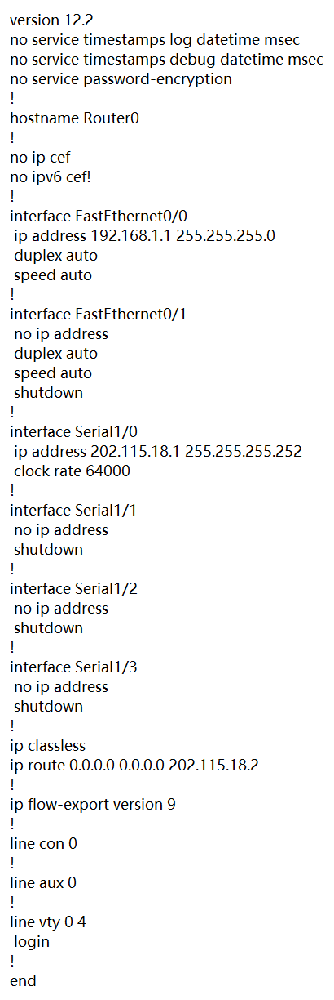 version 12.2
no service timestamps log datetime msec
no service timestamps debug datetime msec
no service password-encryption
!
hostname Router0
!
no ip cef
no ipv6 cef!
!
interface FastEthernet0/0
 ip address 192.168.1.1 255.255.255.0
 duplex auto
 speed auto
!
interface FastEthernet0/1
 no ip address
 duplex auto
 speed auto
 shutdown
!
interface Serial1/0
 ip address 202.115.18.1 255.255.255.252
 clock rate 64000
!
interface Serial1/1
 no ip address
 shutdown
!
interface Serial1/2
 no ip address
 shutdown
!
interface Serial1/3
 no ip address
 shutdown
!
ip classless
ip route 0.0.0.0 0.0.0.0 202.115.18.2
!
ip flow-export version 9
!
line con 0
!
line aux 0
!
line vty 0 4
 login
!
end